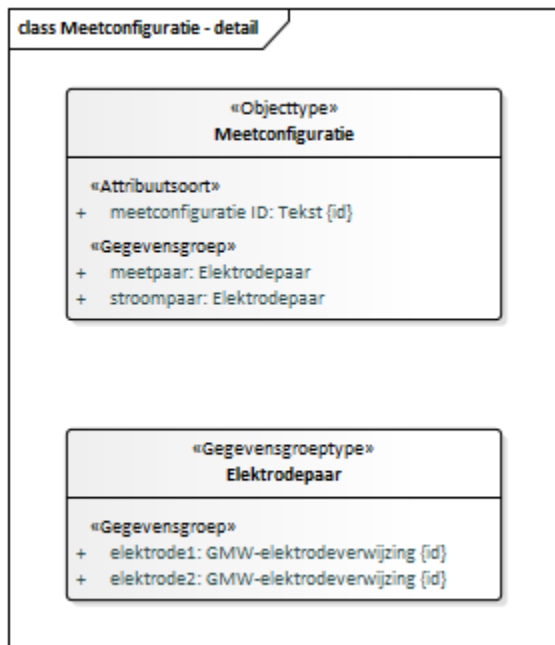 class Meetconfiguratie - detail
«Objecttype»
Meetconfiguratie
«Attribuutsoort»
+ meetconfiguratie ID: Tekst {id}
«Gegevensgroep»
+ meetpaar: Elektrodepaar
+ stroompaar: Elektrodepaar
«Gegevensgroeptype»
Elektrodepaar
«Gegevensgroep»
+ elektrode1: GMW-elektrodeverwijzing {id}
+ elektrode2: GMW-elektrodeverwijzing {id}